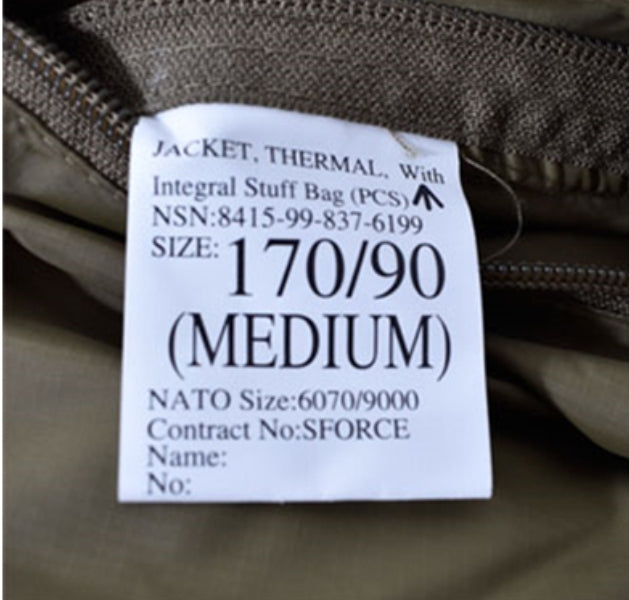 JACKET, THERMAL, With
Integral Stuff Bag (PCS)
NSN:8415-99-837-6199
SIZE: 170/90
(MEDIUM)
NATO Size:6070/9000
Contract No:SFORCE
Name:
No: